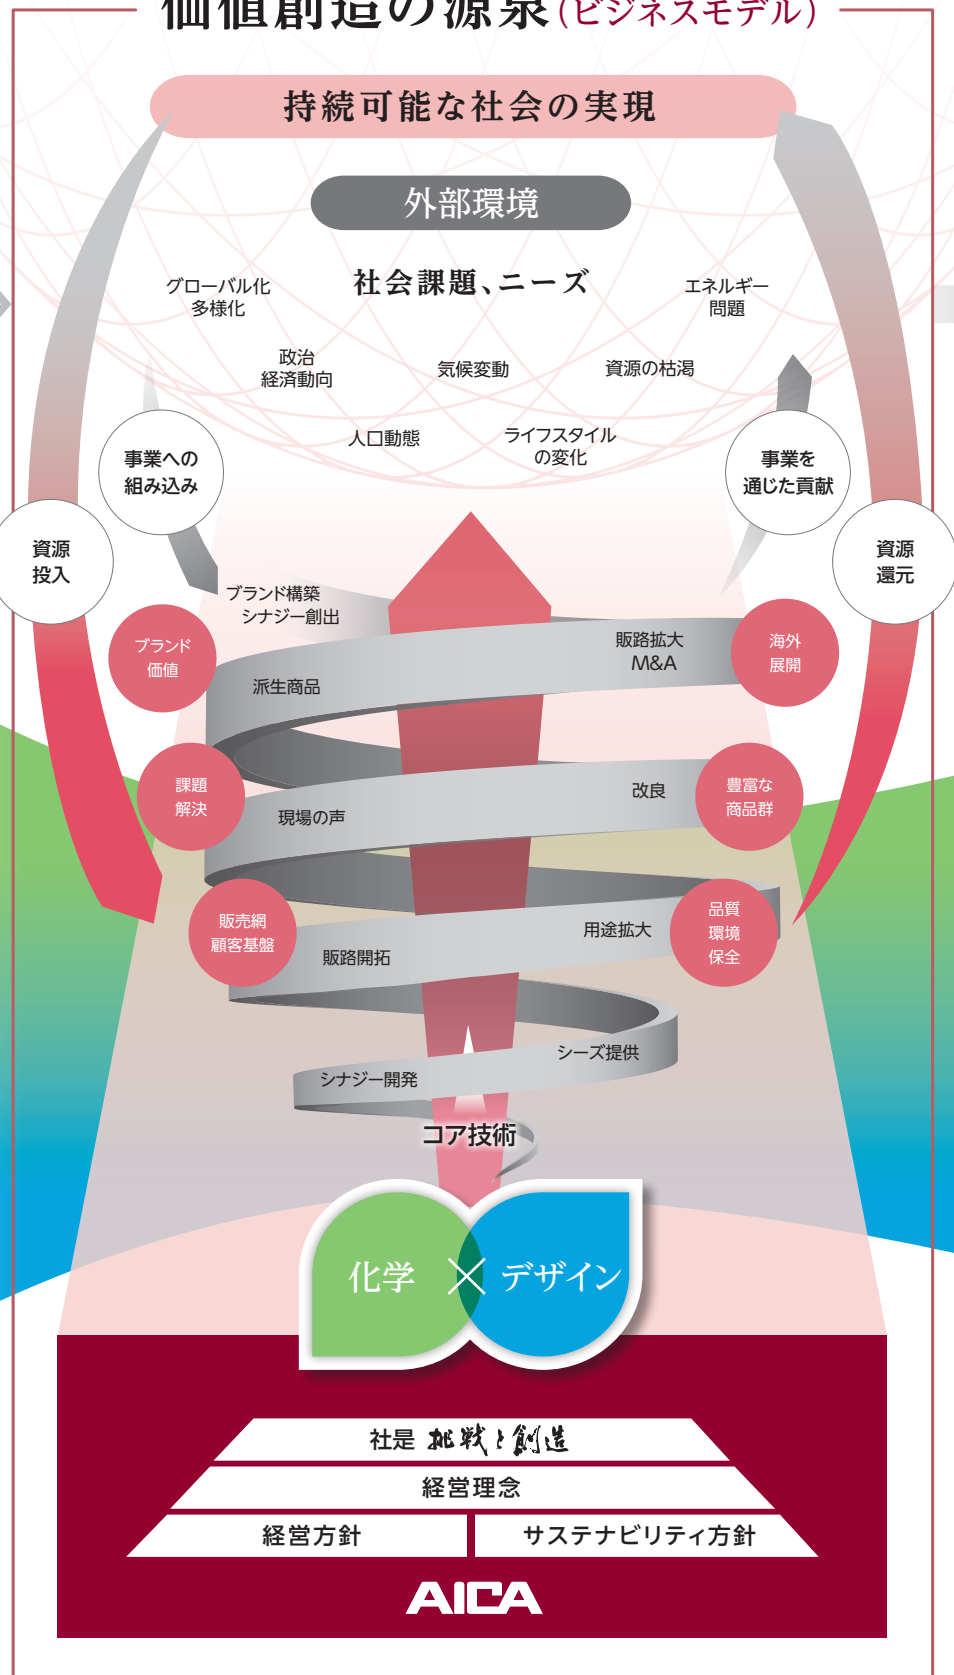 価値創造の源泉(ビジネスモデル)
持続可能な社会の実現
外部環境
社会課題、ニーズ
グローバル化
多様化
エネルギー
問題
政治
経済動向
気候変動
資源の枯渇
人口動態
ライフスタイル
の変化
事業への
組み込み
事業を
通じた貢献
資源
投入
資源
還元
ブランド構築
シナジー創出
ブランド
価値
派生商品
販路拡大
M&A
海外
展開
課題
解決
現場の声
改良
豊富な
商品群
販売網
顧客基盤
販路開拓
用途拡大
品質
環境
保全
シナジー開発
シーズ提供
コア技術
化学×デザイン
社是 挑戦と創造
経営理念
経営方針
サステナビリティ方針
AICA